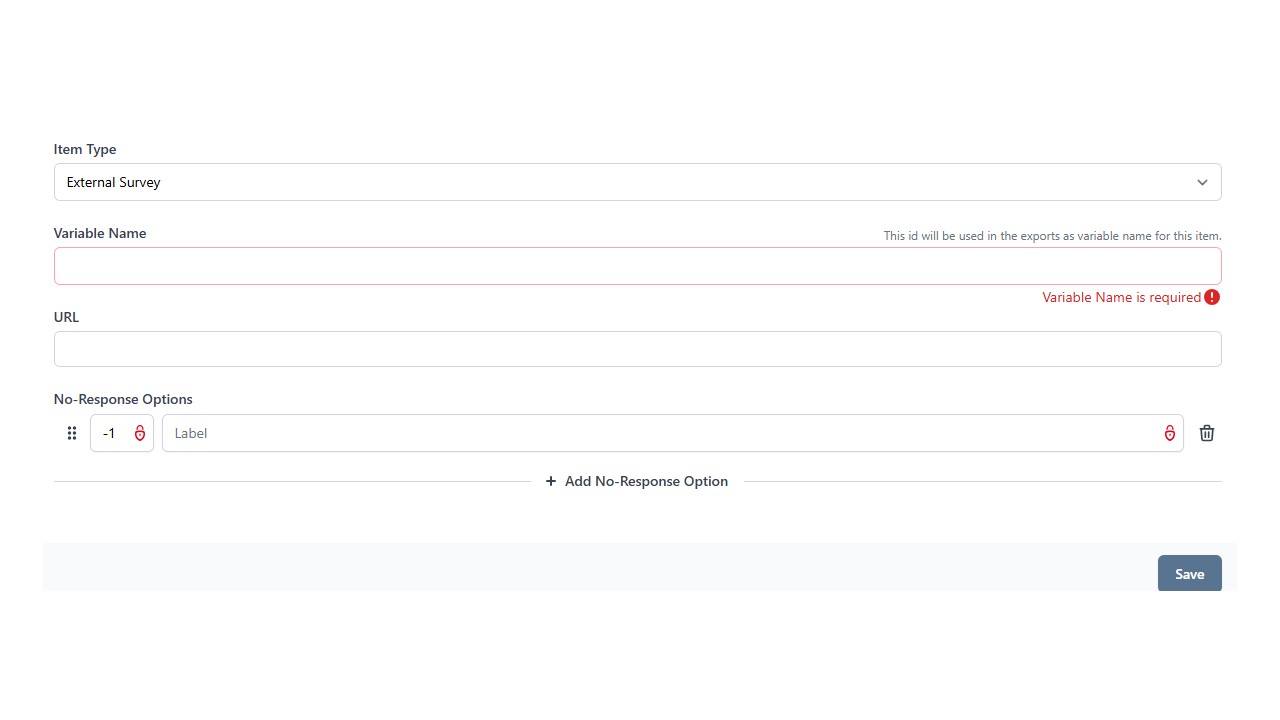 Item Type
External Survey
Variable Name
This id will be used in the exports as variable name for this item.
Variable Name is required
URL
No-Response Options
-1
Label
Add No-Response Option
Save